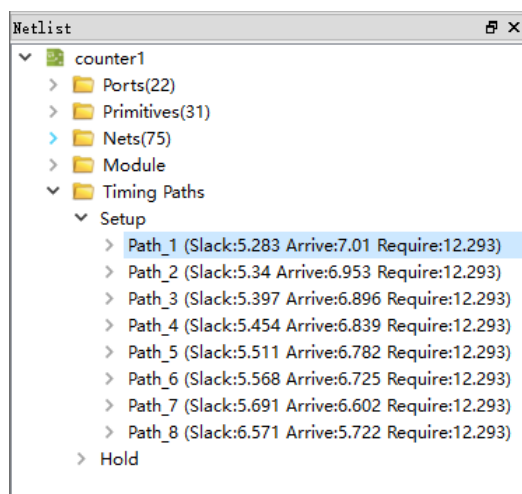 Netlist
counter1
Ports(22)
Primitives(31)
Nets(75)
Module
Timing Paths
Setup
Path_1 (Slack:5.283 Arrive:7.01 Require:12.293)
Path_2 (Slack:5.34 Arrive:6.953 Require:12.293)
Path_3 (Slack:5.397 Arrive:6.896 Require:12.293)
Path_4 (Slack:5.454 Arrive:6.839 Require:12.293)
Path_5 (Slack:5.511 Arrive:6.782 Require:12.293)
Path_6 (Slack:5.568 Arrive:6.725 Require:12.293)
Path_7 (Slack:5.691 Arrive:6.602 Require:12.293)
Path_8 (Slack:6.571 Arrive:5.722 Require:12.293)
Hold